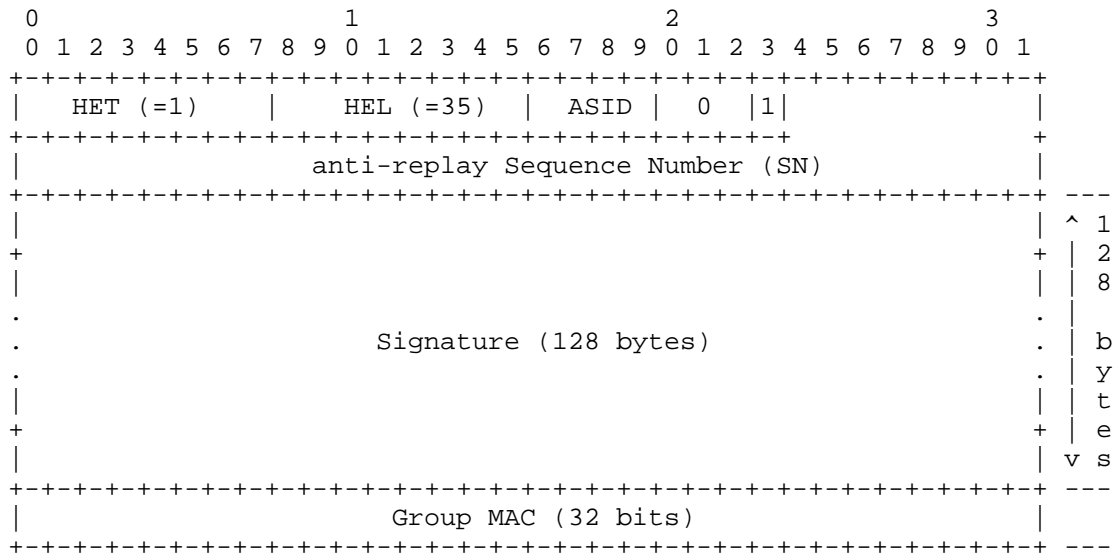 0                   1                   2                   3
 0 1 2 3 4 5 6 7 8 9 0 1 2 3 4 5 6 7 8 9 0 1 2 3 4 5 6 7 8 9 0 1
+-+-+-+-+-+-+-+-+-+-+-+-+-+-+-+-+-+-+-+-+-+-+-+-+-+-+-+-+-+-+-+-+
|   HET (=1)    |    HEL (=35)  |  ASID |  0  |1|               |
+-+-+-+-+-+-+-+-+-+-+-+-+-+-+-+-+-+-+-+-+-+-+-+-+               +
|                  anti-replay Sequence Number (SN)             |
+-+-+-+-+-+-+-+-+-+-+-+-+-+-+-+-+-+-+-+-+-+-+-+-+-+-+-+-+-+-+-+-+ ---
|                                                               | ^ 1
+                                                               + | 2
|                                                               | | 8
.                                                               . |
.                      Signature (128 bytes)                    . | b
.                                                               . | y
|                                                               | | t
+                                                               + | e
|                                                               | v s
+-+-+-+-+-+-+-+-+-+-+-+-+-+-+-+-+-+-+-+-+-+-+-+-+-+-+-+-+-+-+-+-+ ---
|                       Group MAC (32 bits)                     |
+-+-+-+-+-+-+-+-+-+-+-+-+-+-+-+-+-+-+-+-+-+-+-+-+-+-+-+-+-+-+-+-+ ---